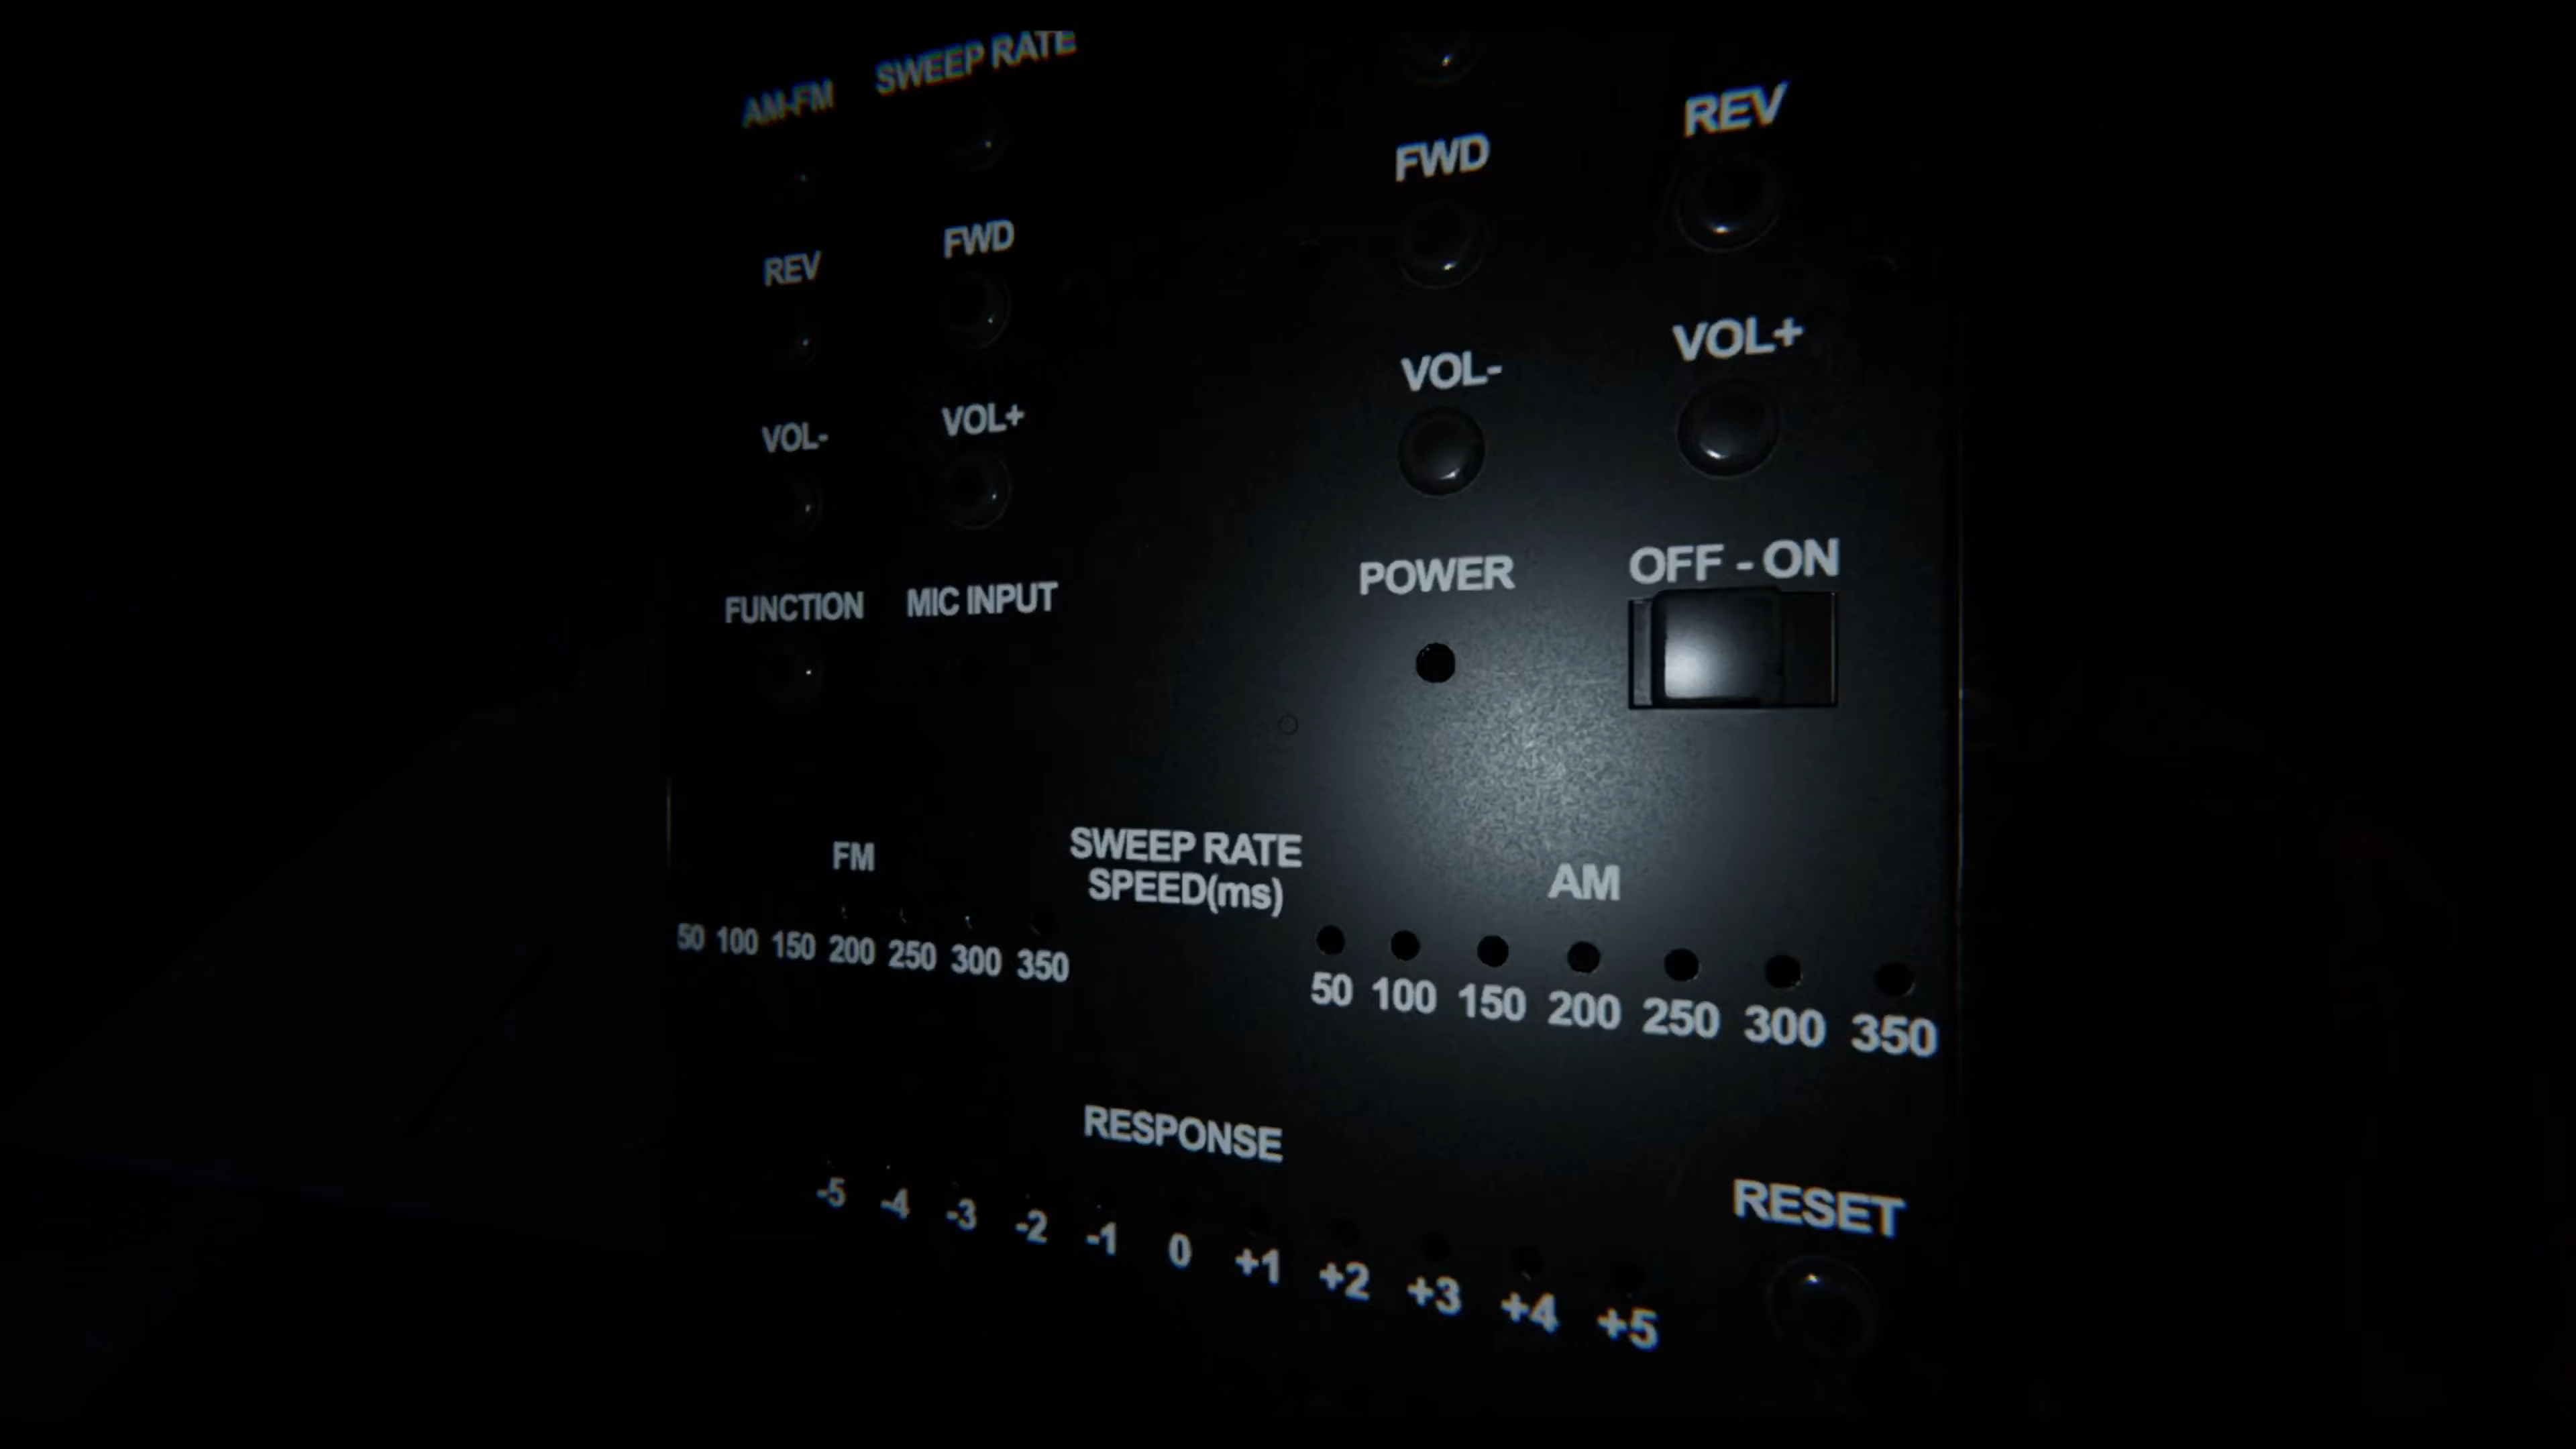 AM-FM SWEEP RATE
REV FWD
VOL- VOL+
FUNCTION MIC INPUT
REV
FWD
VOL- VOL+
POWER OFF - ON
FM
50 100 150 200 250 300 350
SWEEP RATE
SPEED(ms)
AM
50 100 150 200 250 300 350
RESPONSE
-5 -4 -3 -2 -1 0 +1 +2 +3 +4 +5
RESET